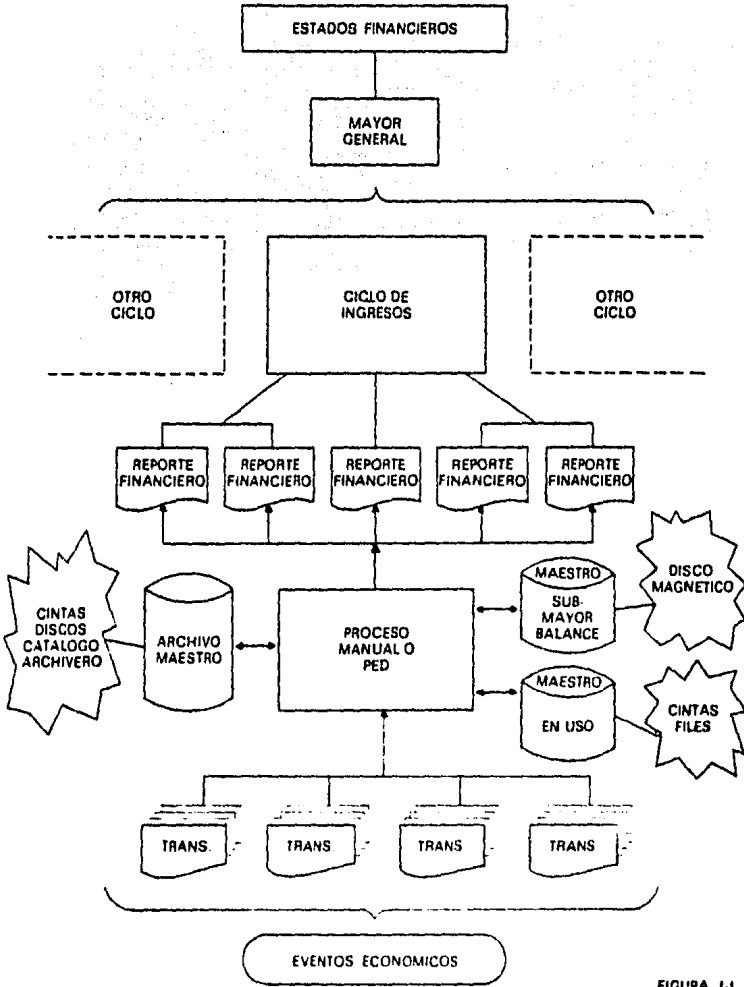 ESTADOS FINANCIEROS
MAYOR
GENERAL
OTRO
CICLO
CICLO DE
INGRESOS
OTRO
CICLO
REPORTE
FINANCIERO
REPORTE
FINANCIERO
REPORTE
FINANCIERO
REPORTE
FINANCIERO
REPORTE
FINANCIERO
CINTAS
DISCOS
CATALOGO
ARCHIVERO
ARCHIVO
MAESTRO
PROCESO
MANUAL O
PED
MAESTRO
SUB-
MAYOR
BALANCE
DISCO
MAGNETICO
MAESTRO
EN USO
CINTAS
FILES
TRANS.
TRANS
TRANS
TRANS
EVENTOS ECONOMICOS
FIGURA I-I